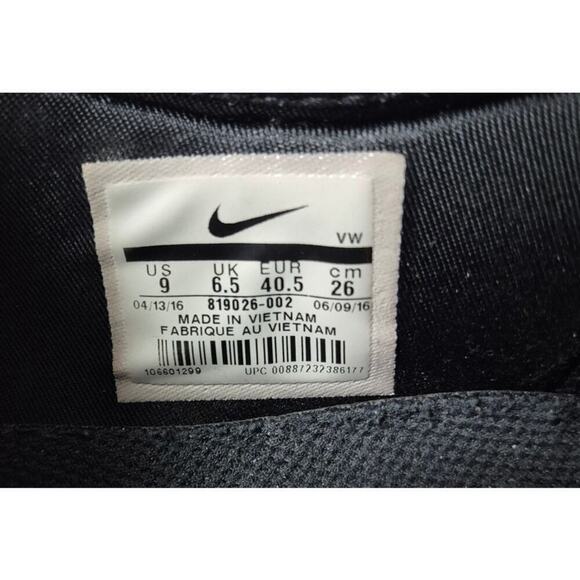 VW
US UK EUR cm
9 6.5 40.5 26
04/13/16 819026-002 06/09/16
MADE IN VIETNAM
FABRIQUE AU VIETNAM
106601299 UPC 00887232386177